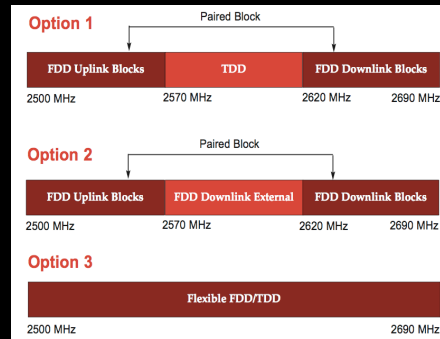 Option 1
Paired Block
FDD Uplink Blocks TDD FDD Downlink Blocks
2500 MHz 2570 MHz 2620 MHz 2690 MHz
Option 2
Paired Block
FDD Uplink Blocks FDD Downlink External FDD Downlink Blocks
2500 MHz 2570 MHz 2620 MHz 2690 MHz
Option 3
Flexible FDD/TDD
2500 MHz 2690 MHz